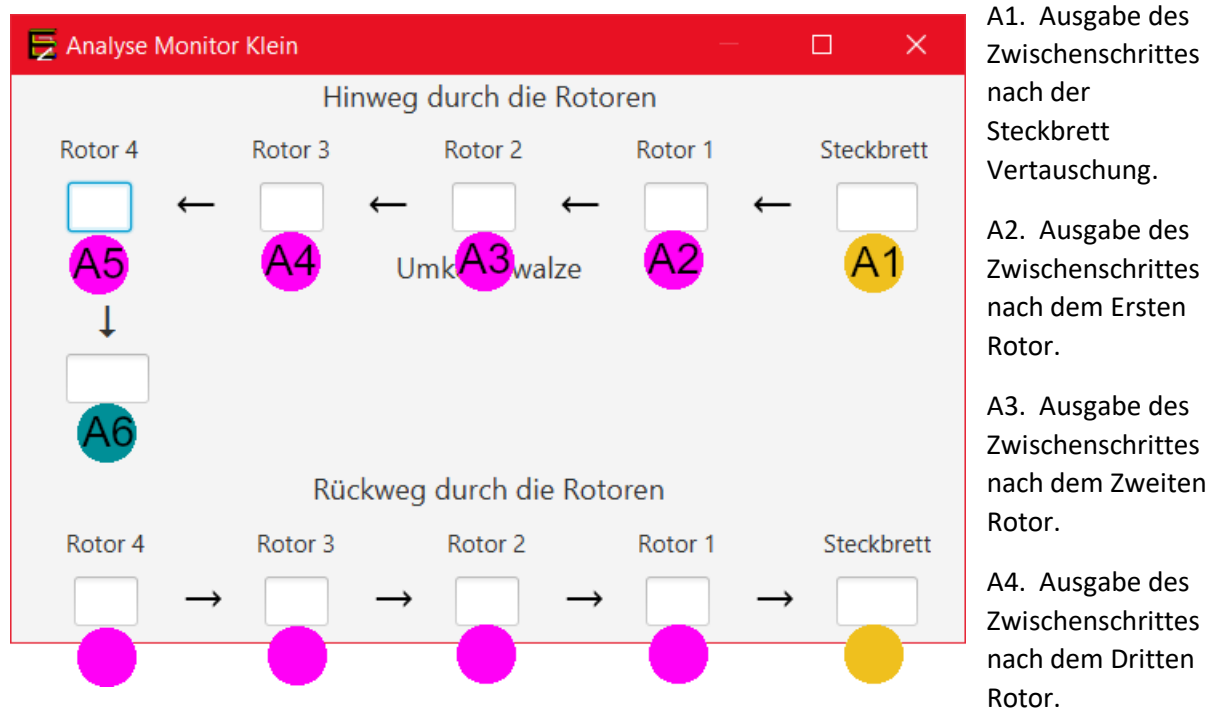 Analyse Monitor Klein
Hinweg durch die Rotoren
Rotor 4 Rotor 3 Rotor 2 Rotor 1 Steckbrett
← ← ← ←
A5 A4 A3 A2 A1
Umk walze
↓
A6
Rückweg durch die Rotoren
Rotor 4 Rotor 3 Rotor 2 Rotor 1 Steckbrett
→ → → →
A1. Ausgabe des
Zwischenschrittes
nach der
Steckbrett
Vertauschung.
A2. Ausgabe des
Zwischenschrittes
nach dem Ersten
Rotor.
A3. Ausgabe des
Zwischenschrittes
nach dem Zweiten
Rotor.
A4. Ausgabe des
Zwischenschrittes
nach dem Dritten
Rotor.